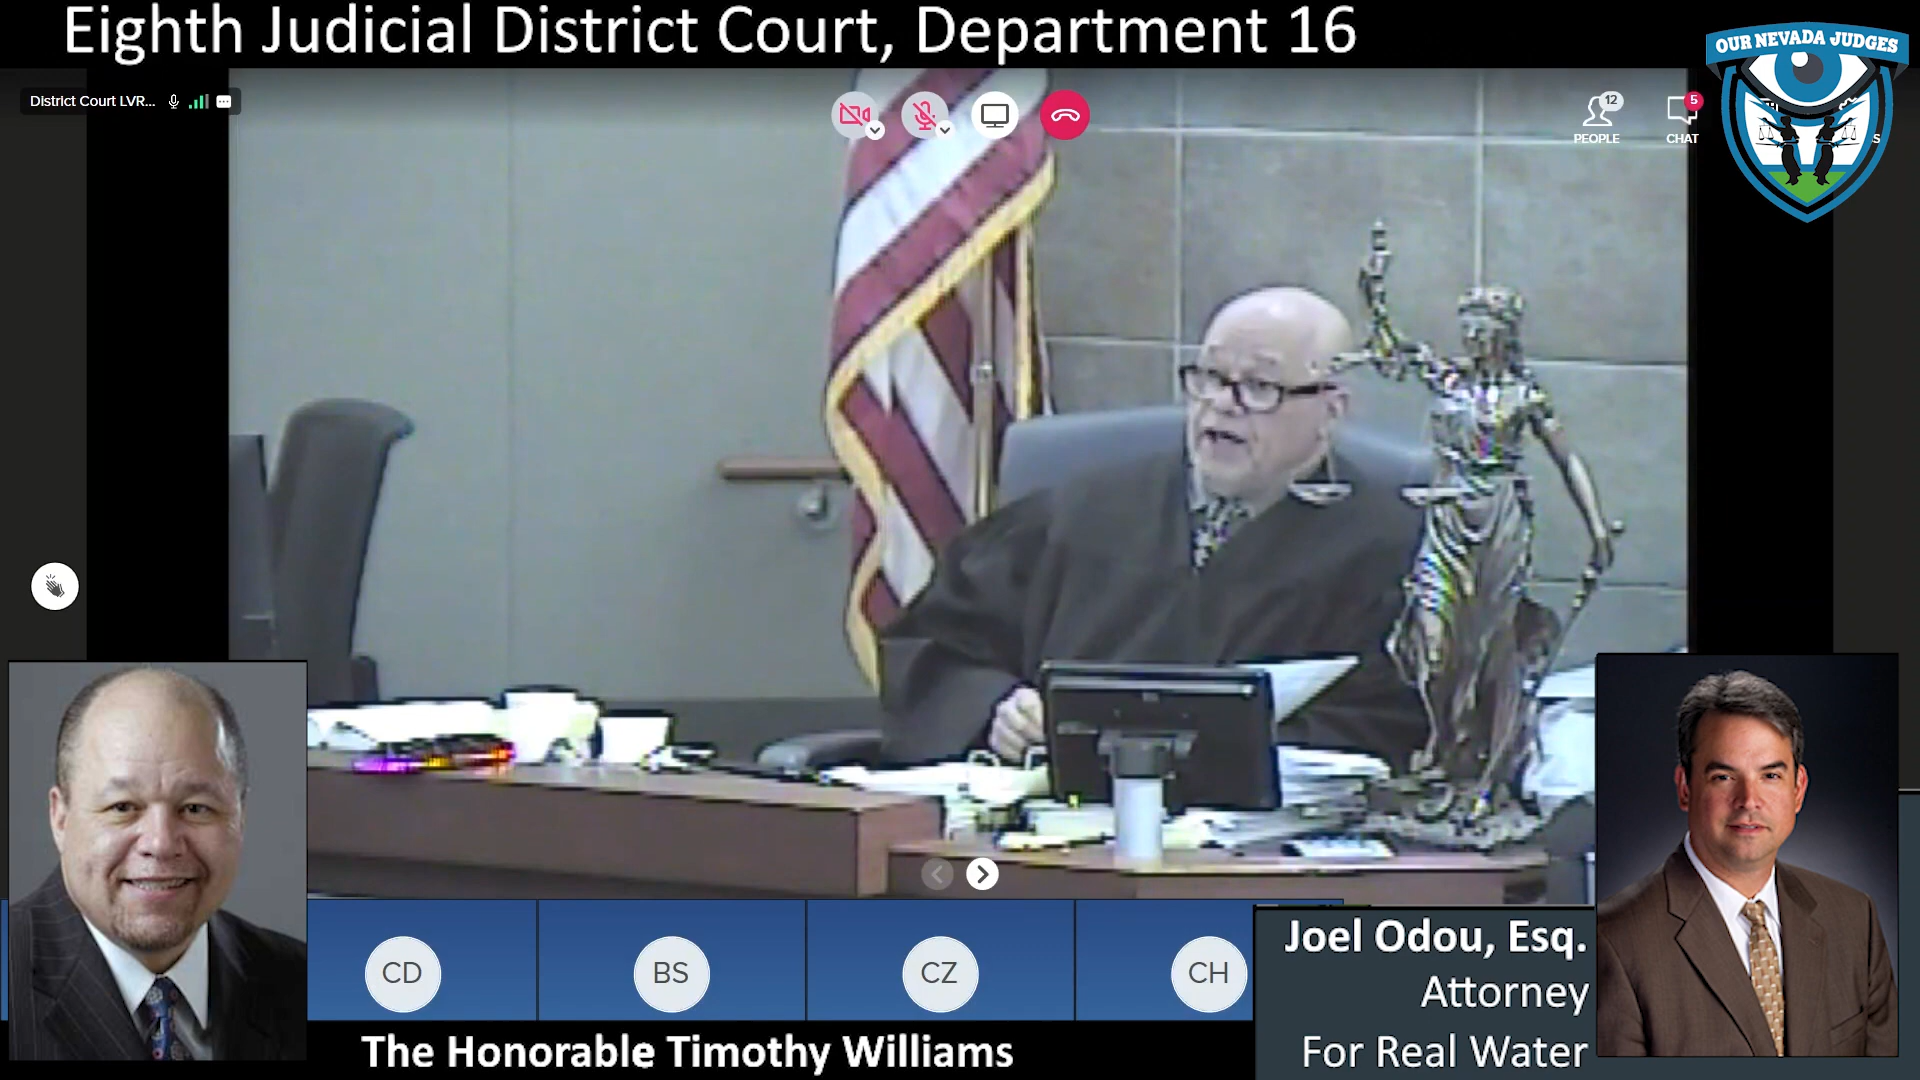 Eighth Judicial District Court, Department 16
OUR NEVADA JUDGES
District Court LVR...
12
PEOPLE
5
CHAT
S
CD
BS
CZ
CH
Joel Odou, Esq.
Attorney
For Real Water
The Honorable Timothy Williams